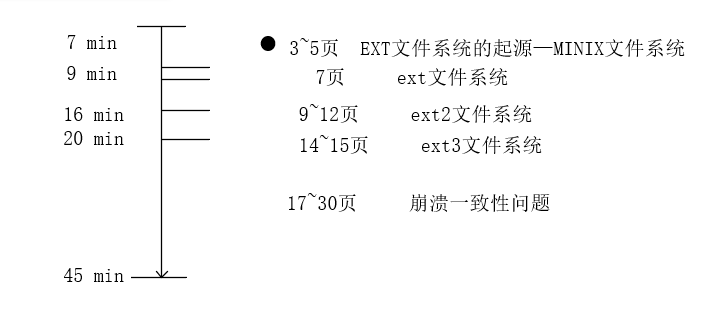 7 min
● 3~5页 EXT文件系统的起源—MINIX文件系统
9 min
7页 ext文件系统
16 min
9~12页 ext2文件系统
20 min
14~15页 ext3文件系统
17~30页 崩溃一致性问题
45 min